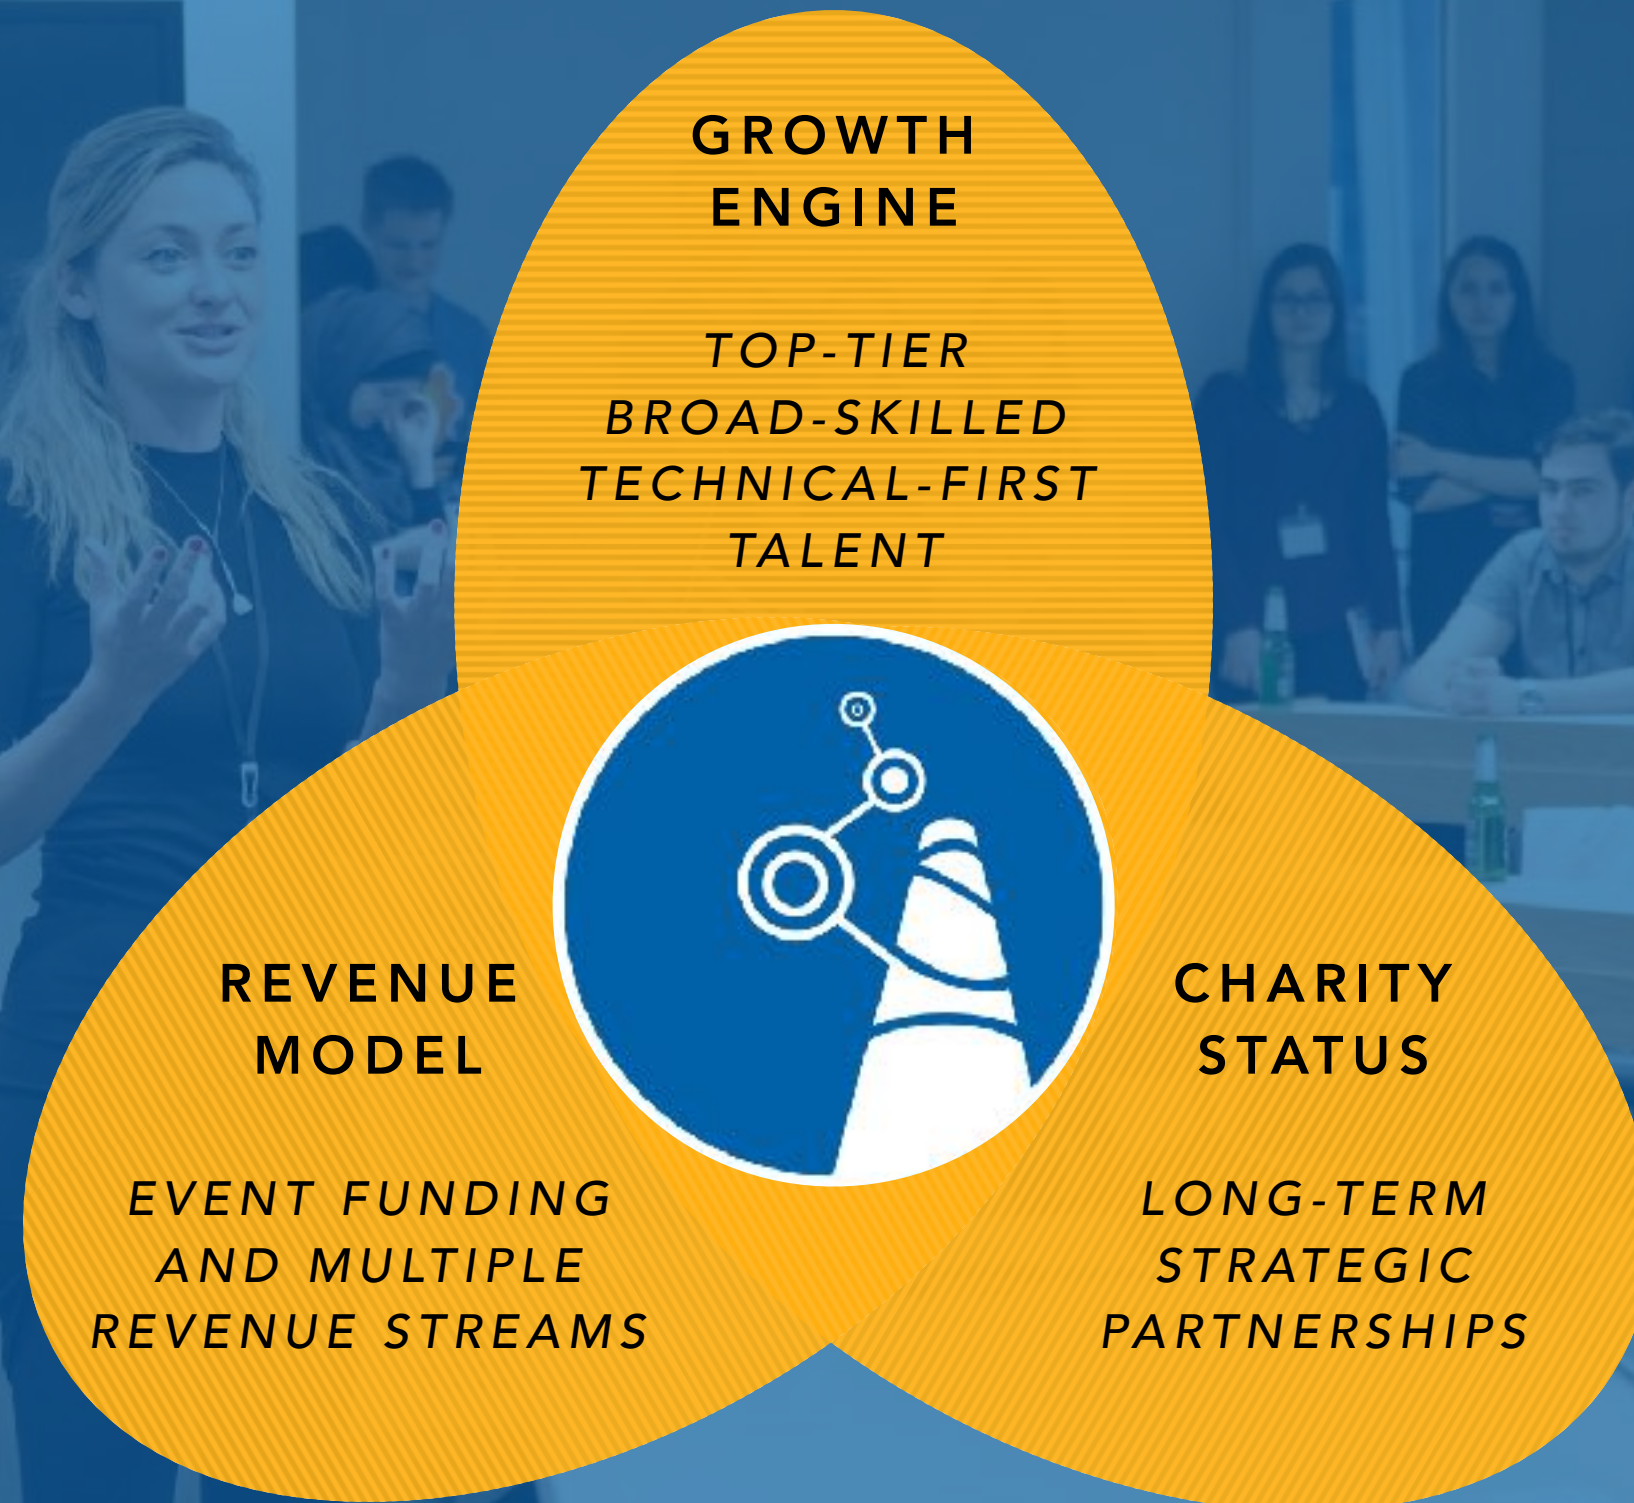 GROWTH
ENGINE
TOP-TIER
BROAD-SKILLED
TECHNICAL-FIRST
TALENT
REVENUE
MODEL
EVENT FUNDING
AND MULTIPLE
REVENUE STREAMS
CHARITY
STATUS
LONG-TERM
STRATEGIC
PARTNERSHIPS